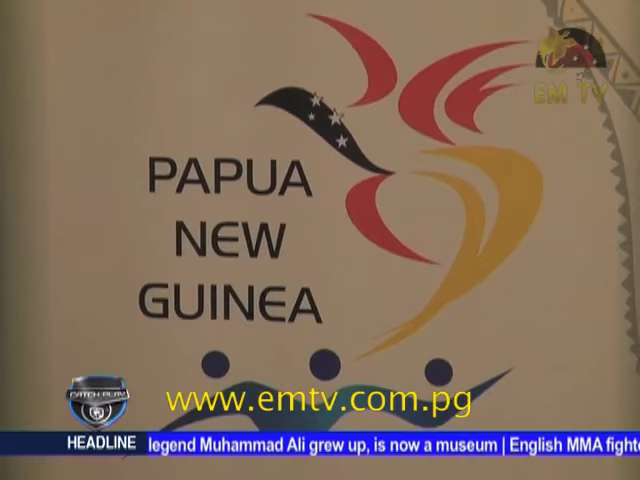 EM TV
PAPUA
NEW
GUINEA
www.emtv.com.pg
CATCH PLAY
HEADLINE
legend Muhammad Ali grew up, is now a museum | English MMA fighte